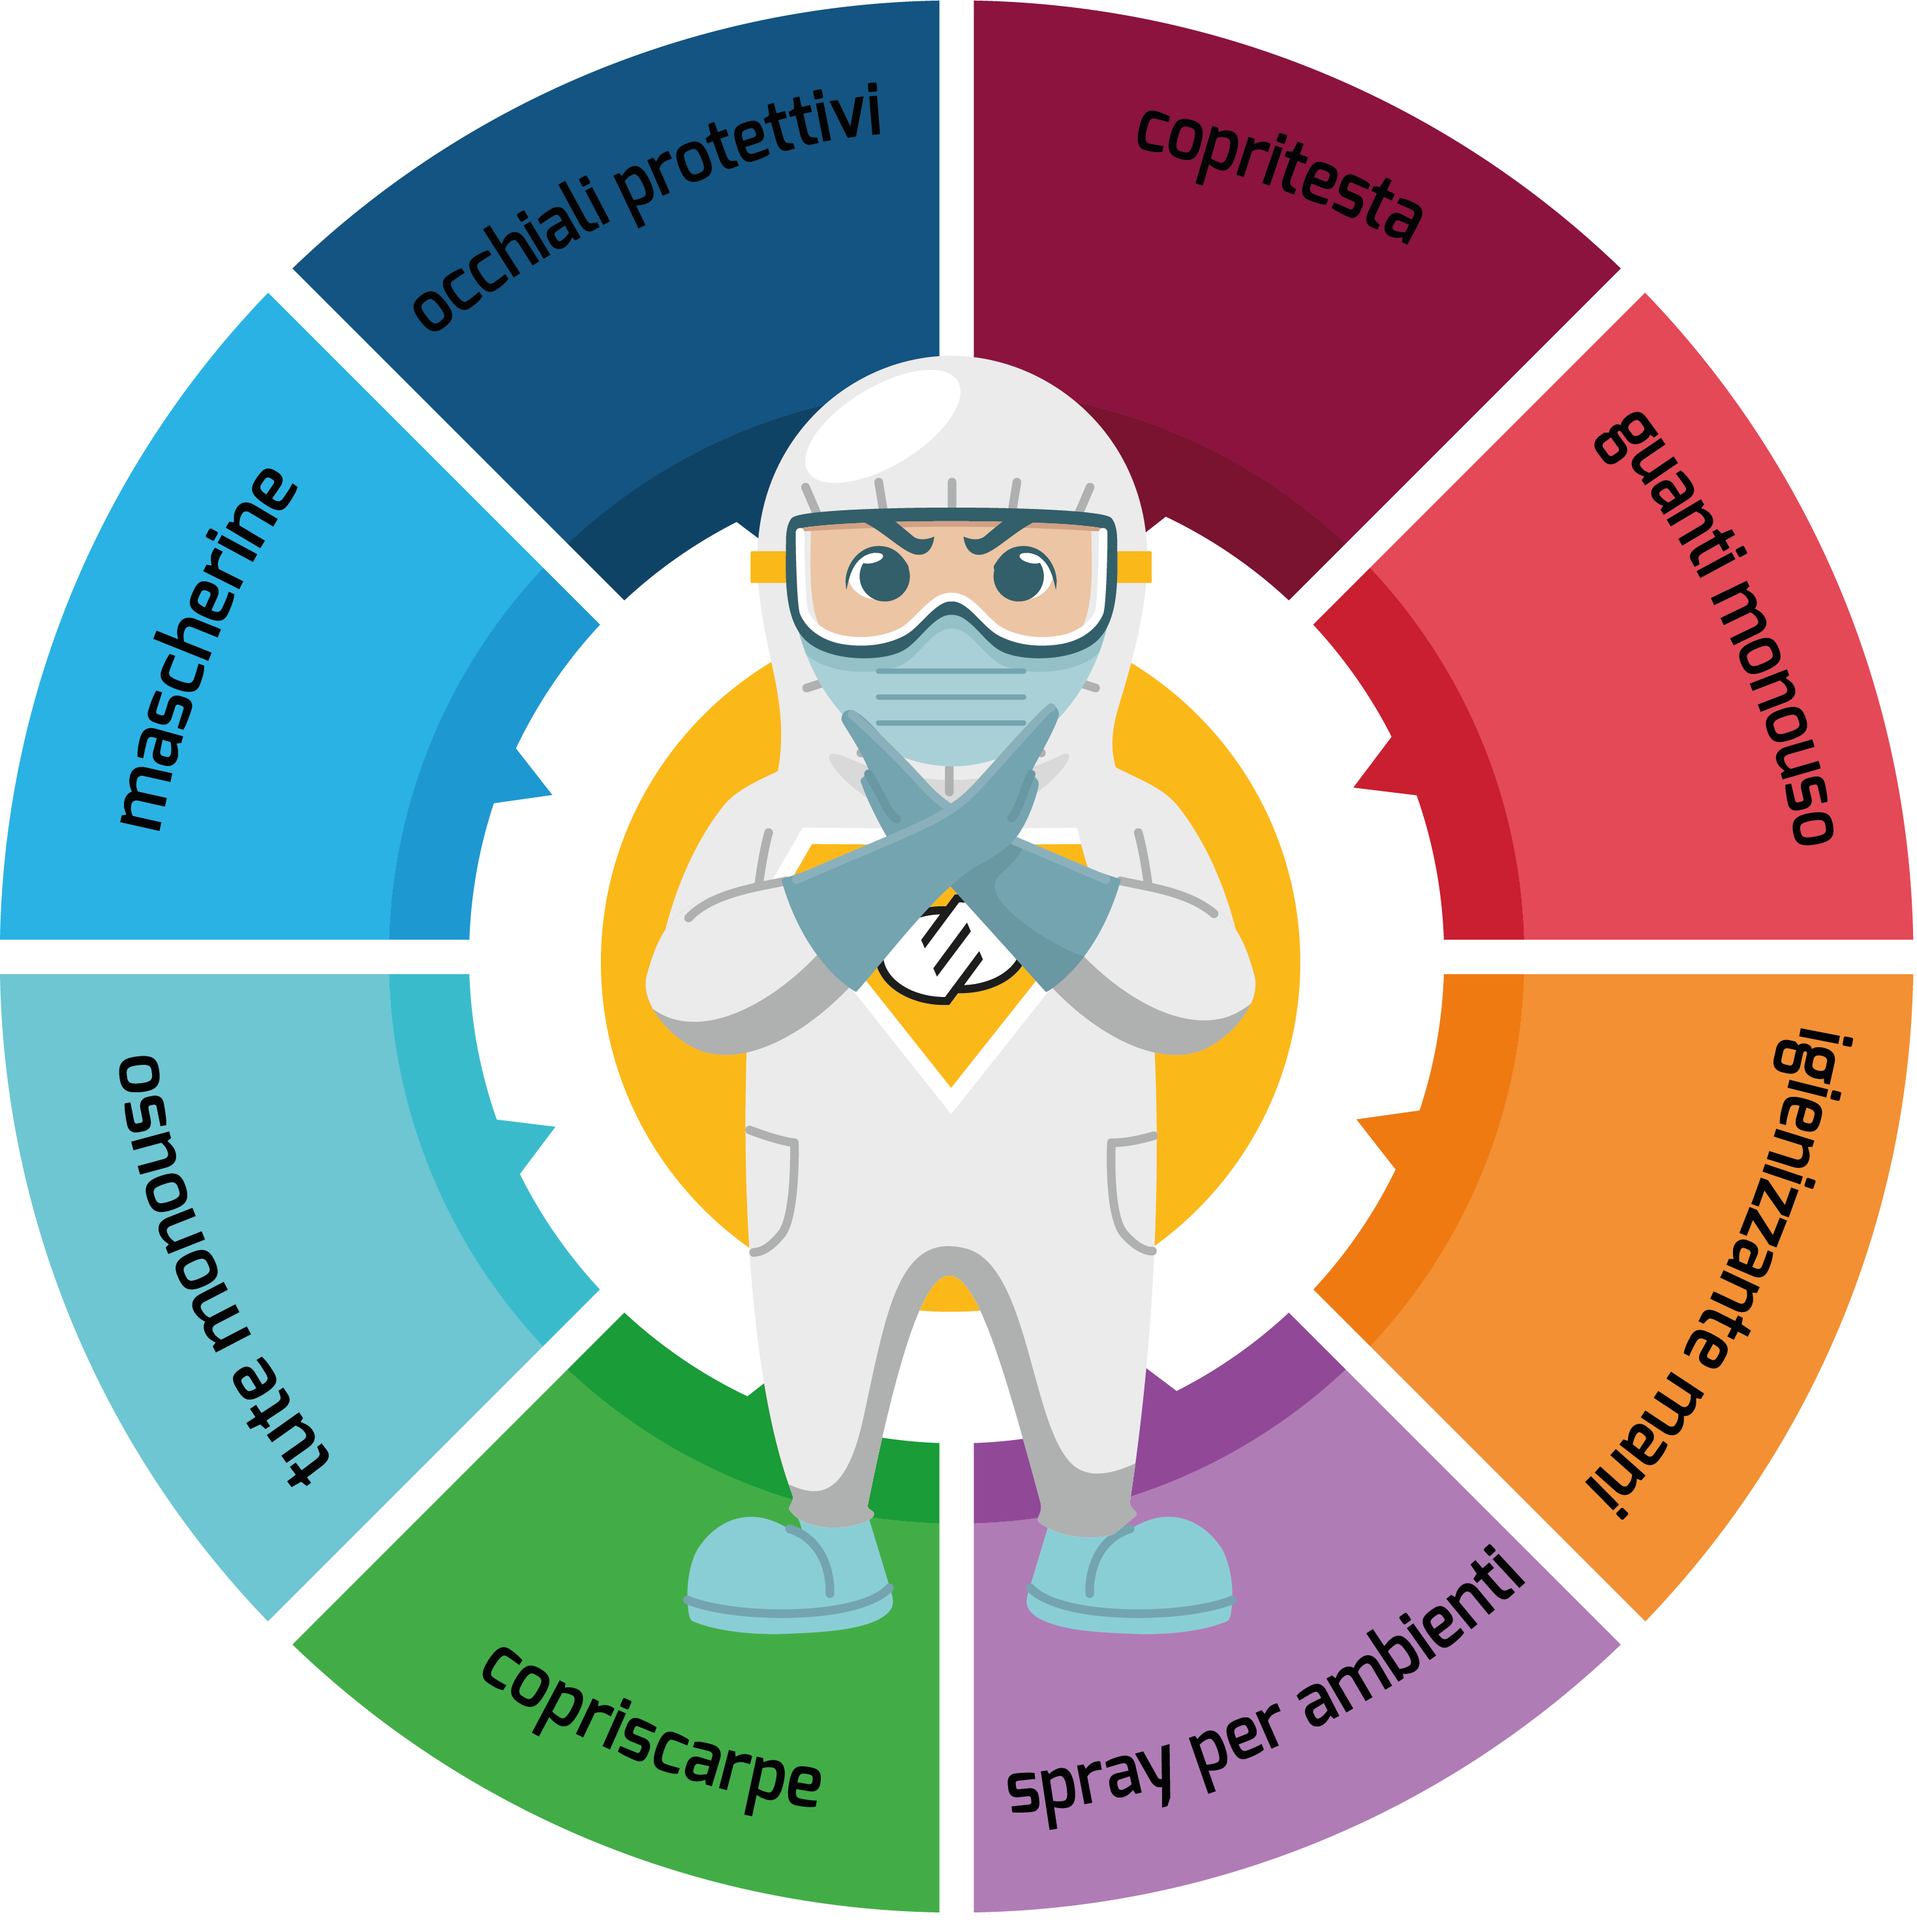 occhiali protettivi
copritesta
guanti monouso
igienizzante mani
spray per ambienti
copriscarpe
tute monouso
mascherine